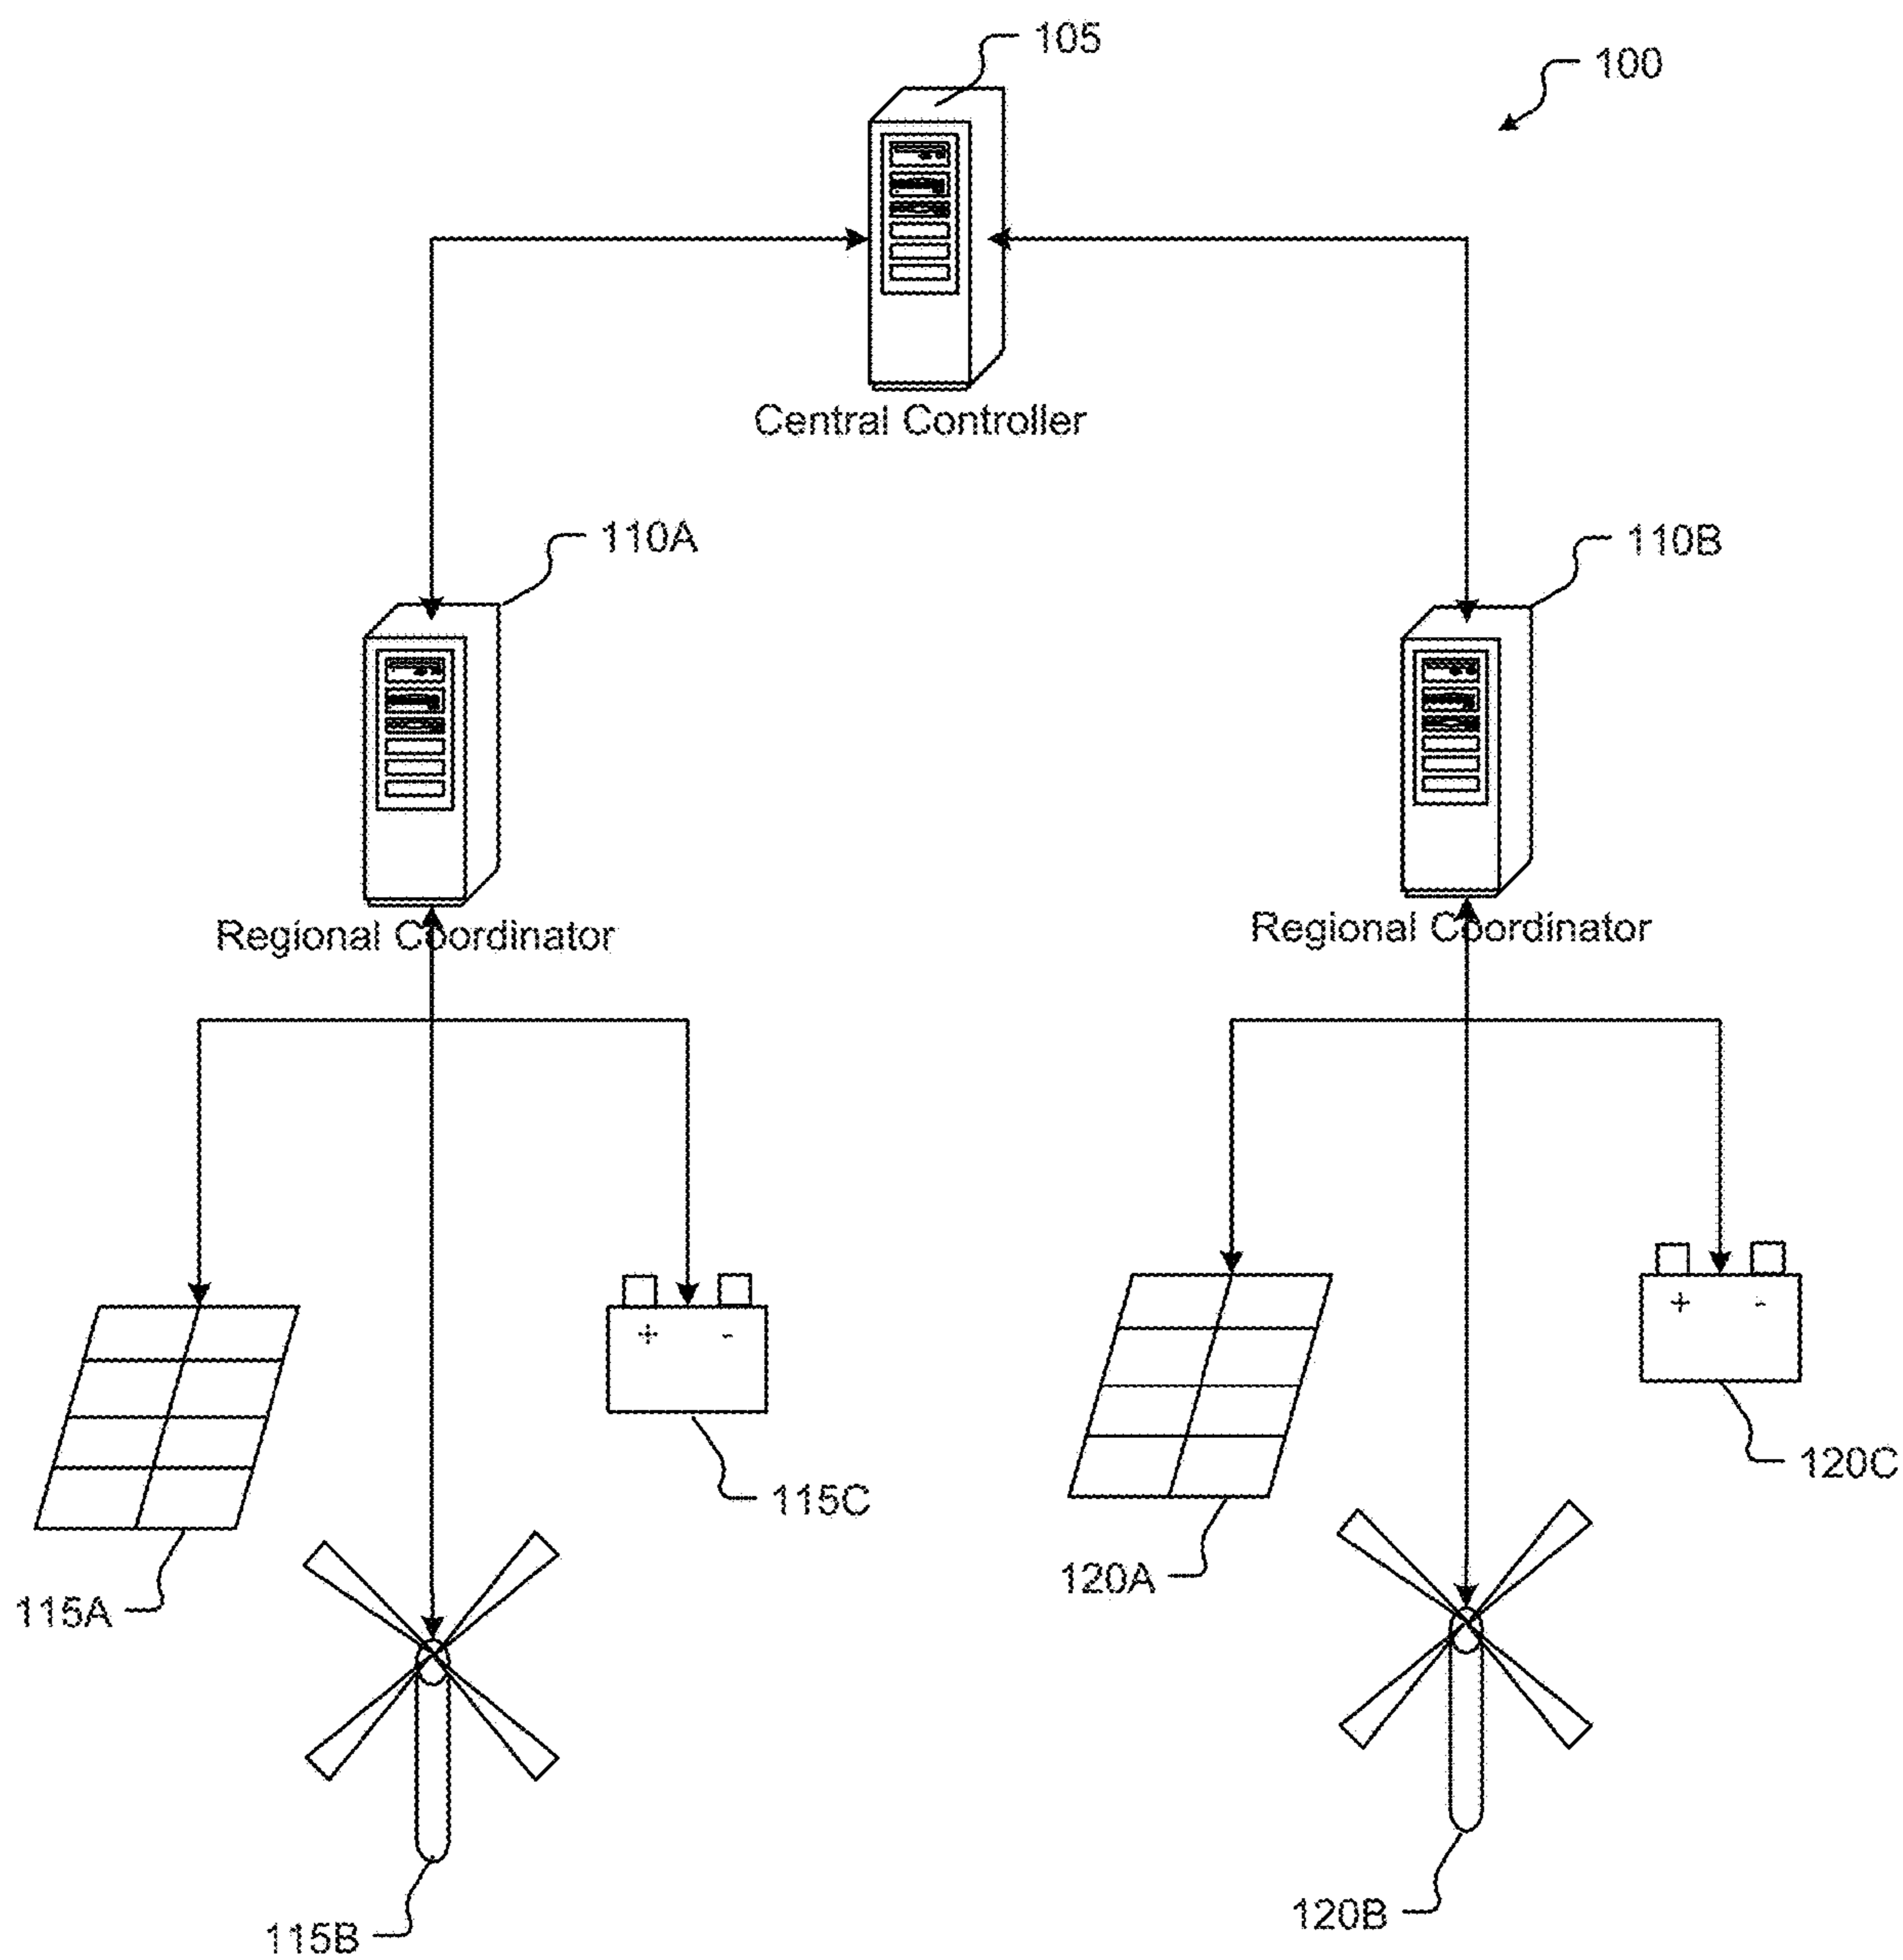 105
100
Central Controller
110A
110B
Regional Coordinator
Regional Coordinator
+ -
+ -
115C
120C
120A
115A
115B
120B